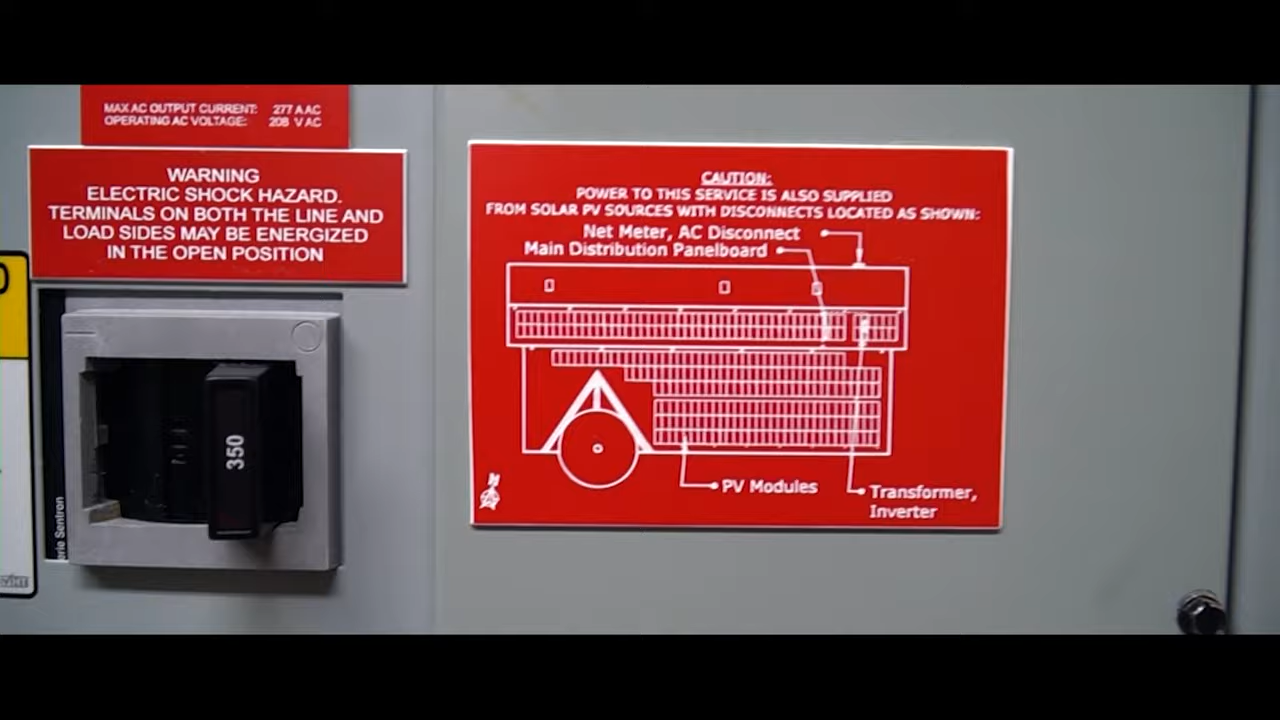 MAX AC OUTPUT CURRENT: 277 A AC
OPERATING AC VOLTAGE: 208 V AC
WARNING
ELECTRIC SHOCK HAZARD.
TERMINALS ON BOTH THE LINE AND
LOAD SIDES MAY BE ENERGIZED
IN THE OPEN POSITION
350
erie Sentron
CAUTION:
POWER TO THIS SERVICE IS ALSO SUPPLIED
FROM SOLAR PV SOURCES WITH DISCONNECTS LOCATED AS SHOWN:
Net Meter, AC Disconnect
Main Distribution Panelboard
PV Modules
Transformer,
Inverter
N